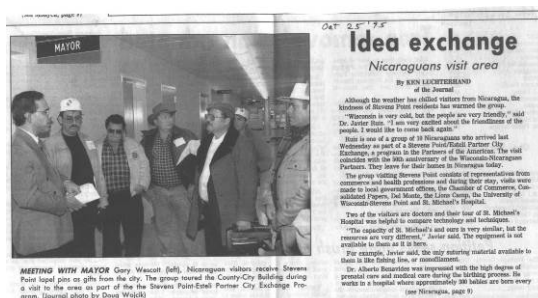 Oct 25 '95
MAYOR
MEETING WITH MAYOR Gary Wescott (left), Nicaraguan visitors receive Stevens
Point lapel pins as gifts from the city. The group toured the County-City Building during
a visit to the area as part of the the Stevens Point-Esteli Partner City Exchange Pro-
gram. (Journal photo by Doug Wojcik)
Idea exchange
Nicaraguans visit area
By KEN LUCHTERHAND
of the Journal
Although the weather has chilled visitors from Nicaragua, the
kindness of Stevens Point residents has warmed the group.
"Wisconsin is very cold, but the people are very friendly," said
Dr. Javier Ruiz. "I am very excited about the friendliness of the
people. I would like to come back again."
Ruiz is one of a group of 18 Nicaraguans who arrived last
Wednesday as part of a Stevens Point/Esteli Partner City
Exchange, a program in the Partners of the American. The visit
coincides with the 30th anniversary of the Wisconsin-Nicaraguan
Partners. They leave for their homes in Nicaragua today.
The group visiting Stevens Point consists of representatives from
commerce and health professions and during their stay, visits were
made to local government offices, the Chamber of Commerce, Con-
solidated Papers, Del Monte, the Lions Camp, the University of
Wisconsin-Stevens Point and St. Michael's Hospital.
Two of the visitors are doctors and their tour of St. Michael's
Hospital was helpful to compare technology and techniques.
"The capacity of St. Michael's and ours is very similar, but the
resources are very different," Javier said. The equipment is not
available to them as it is here.
For example, Javier said, the only suturing material available to
them is like fishing line, or monofilament.
Dr. Alberto Benavides was impressed with the high degree of
prenatal care and medical care during the birthing process. He
works in a hospital where approximately 300 babies are born every
(see Nicaragua, page 9)